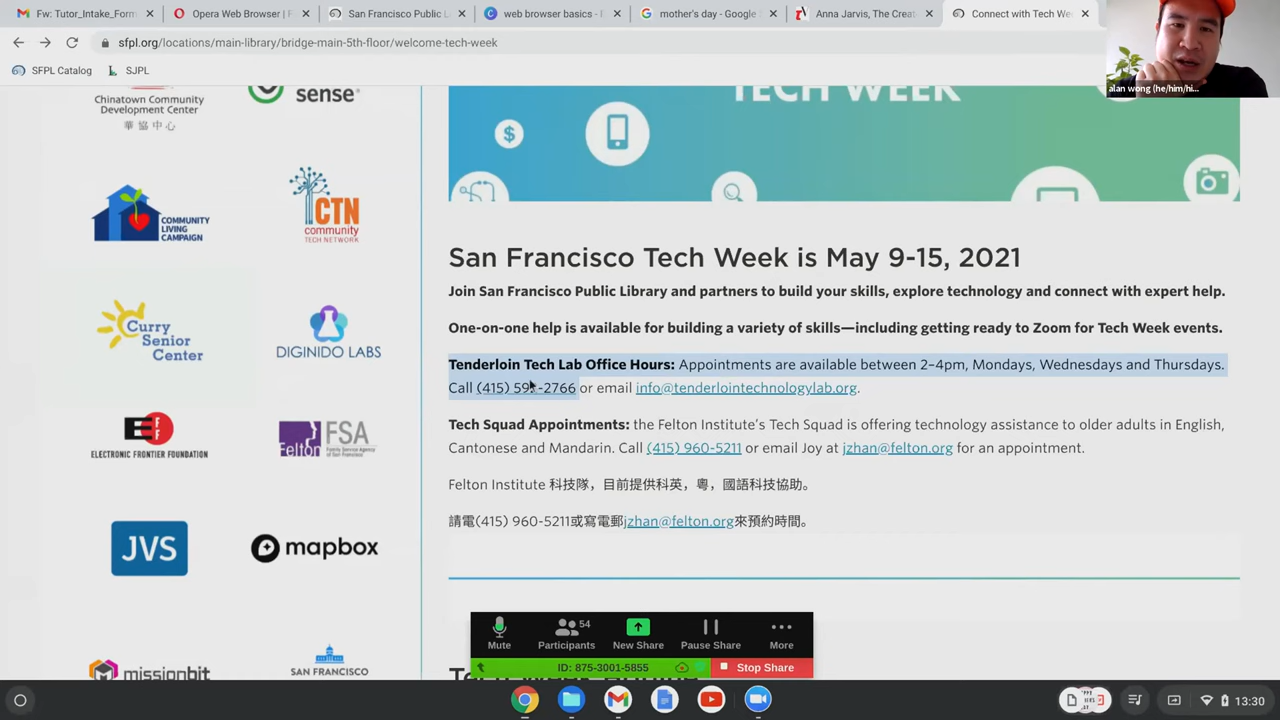 Fw: Tutor_Intake_Form
Opera Web Browser | F
San Francisco Public L
web browser basics -
mother's day - Google
Anna Jarvis, The Creat
Connect with Tech We
sfpl.org/locations/main-library/bridge-main-5th-floor/welcome-tech-week
SFPL Catalog
SJPL
alan wong (he/him/hi...
Chinatown Community
Development Center
華協中心
sense
TECH WEEK
$
COMMUNITY
LIVING
CAMPAIGN
CTN
community
TECH NETWORK
San Francisco Tech Week is May 9-15, 2021
Join San Francisco Public Library and partners to build your skills, explore technology and connect with expert help.
One-on-one help is available for building a variety of skills—including getting ready to Zoom for Tech Week events.
Curry
Senior
Center
DIGINIDO LABS
Tenderloin Tech Lab Office Hours: Appointments are available between 2–4pm, Mondays, Wednesdays and Thursdays.
Call (415) -2766 or email info@tenderlointechnologylab.org.
EFF
ELECTRONIC FRONTIER FOUNDATION
Felton
FSA
Family Service Agency
of San Francisco
Tech Squad Appointments: the Felton Institute's Tech Squad is offering technology assistance to older adults in English,
Cantonese and Mandarin. Call (415) 960-5211 or email Joy at jzhan@felton.org for an appointment.
Felton Institute 科技隊，目前提供科英，粵，國語科技協助。
請電(415) 960-5211或寫電郵jzhan@felton.org來預約時間。
JVS
mapbox
missionbit
SAN FRANCISCO
Mute
Participants
54
New Share
Pause Share
More
ID: 875-3001-5855
Stop Share
13:30